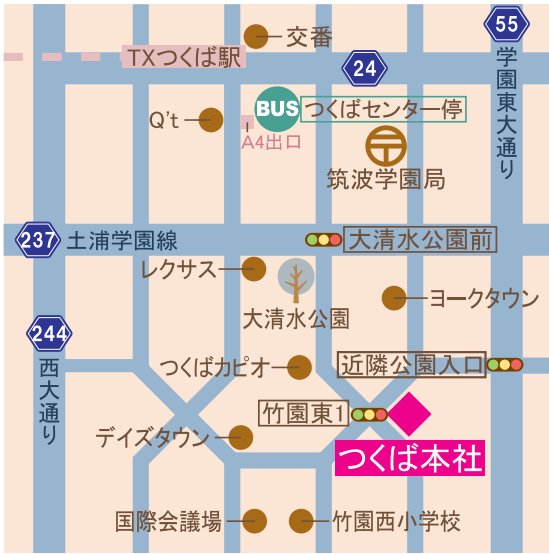 交番
55
TXつくば駅
24
学園東大通り
BUS
つくばセンター停
Q't
A4出口
筑波学園局
237
土浦学園線
大清水公園前
レクサス
ヨークタウン
大清水公園
244
西大通り
つくばカピオ
近隣公園入口
竹園東1
デイズタウン
つくば本社
国際会議場
竹園西小学校